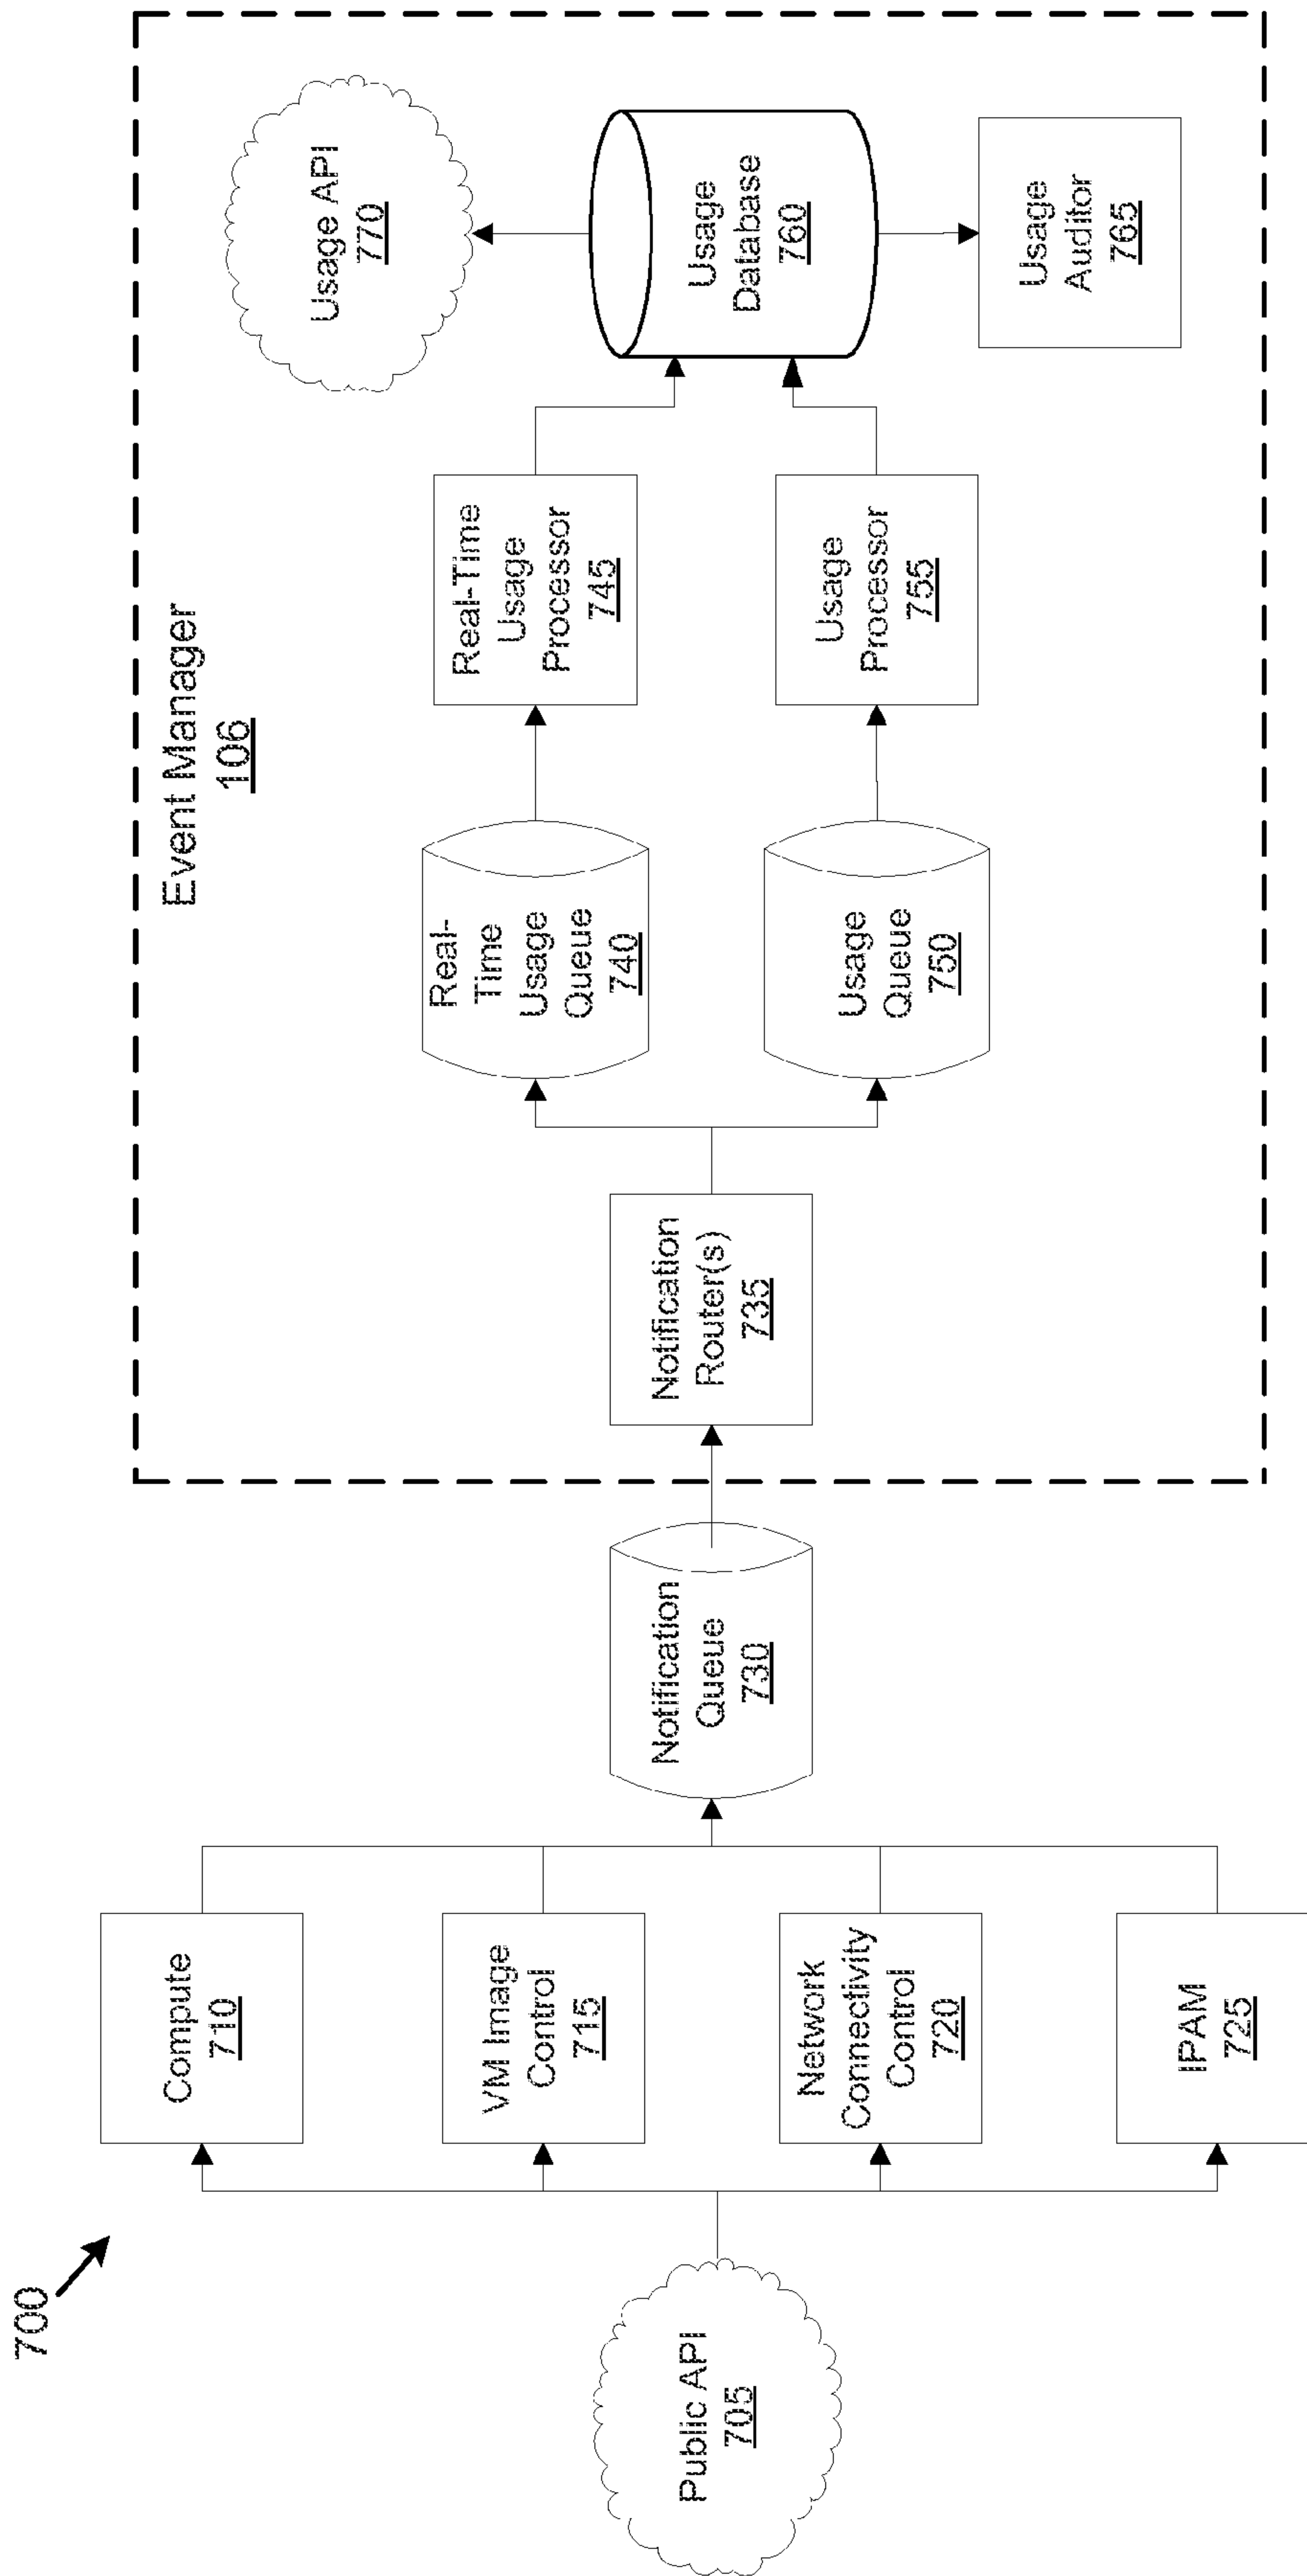 700
Public API
705
Compute
710
VM Image
Control
715
Network
Connectivity
Control
720
IPAM
725
Notification
Queue
730
Event Manager
106
Notification
Router(s)
735
Real-
Time
Usage
Queue
740
Usage
Queue
750
Real-Time
Usage
Processor
745
Usage
Processor
755
Usage API
770
Usage
Database
760
Usage
Auditor
765